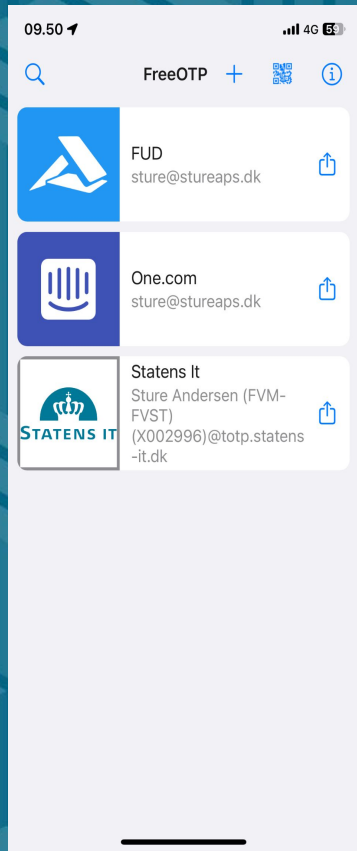 09.50
4G 59
FreeOTP
FUD
sture@stureaps.dk
One.com
sture@stureaps.dk
STATENS IT
Statens It
Sture Andersen (FVM-
FVST)
(X002996)@totp.statens
-it.dk